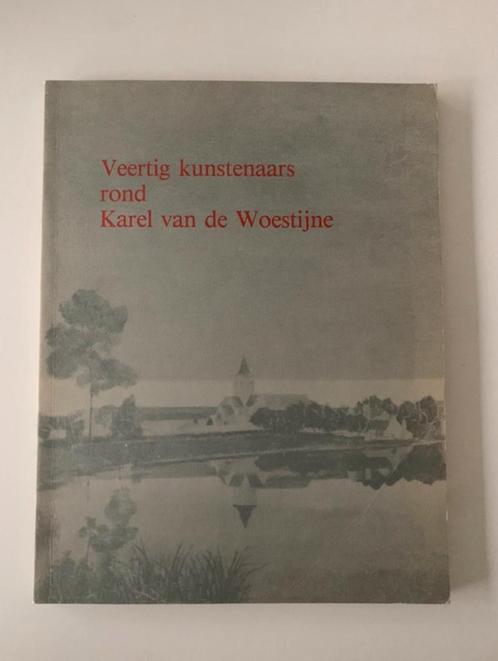 Veertig kunstenaars
rond
Karel van de Woestijne